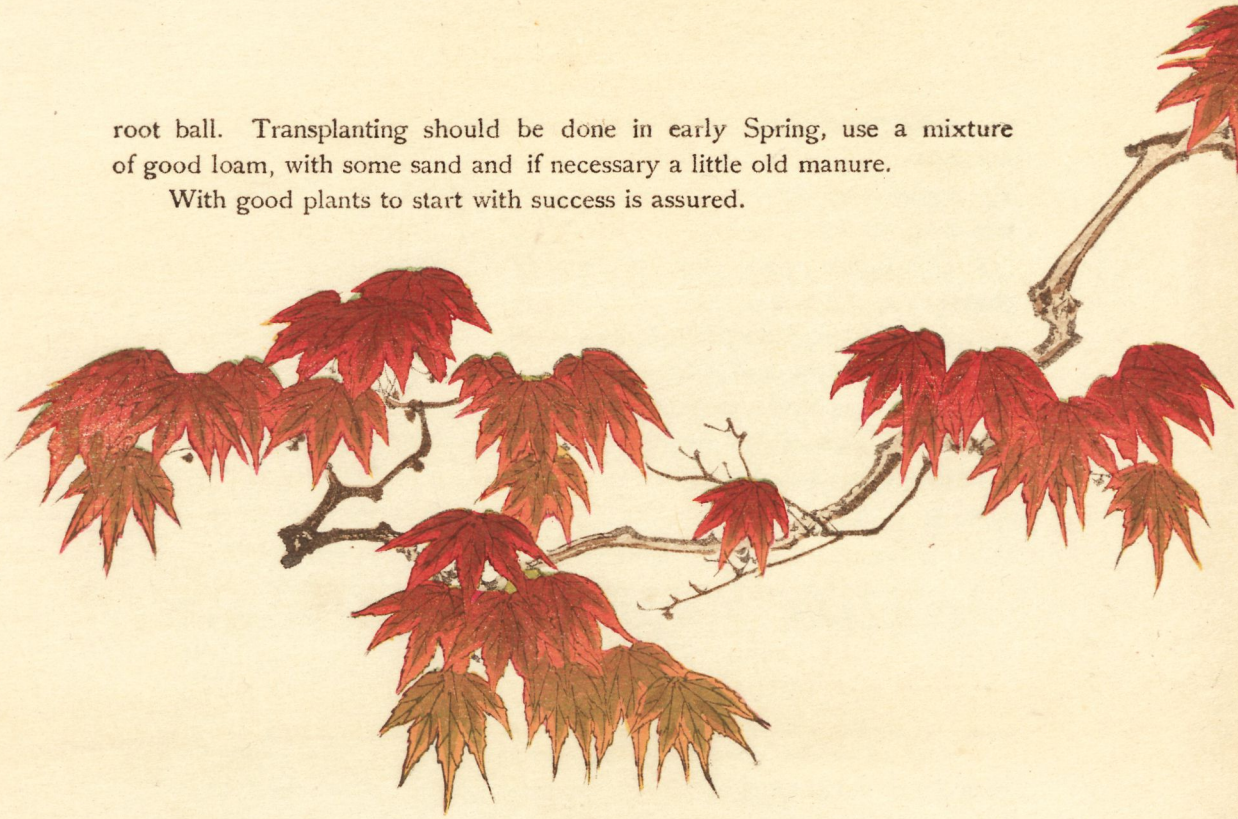 root ball. Transplanting should be done in early Spring, use a mixture
of good loam, with some sand and if necessary a little old manure.
With good plants to start with success is assured.